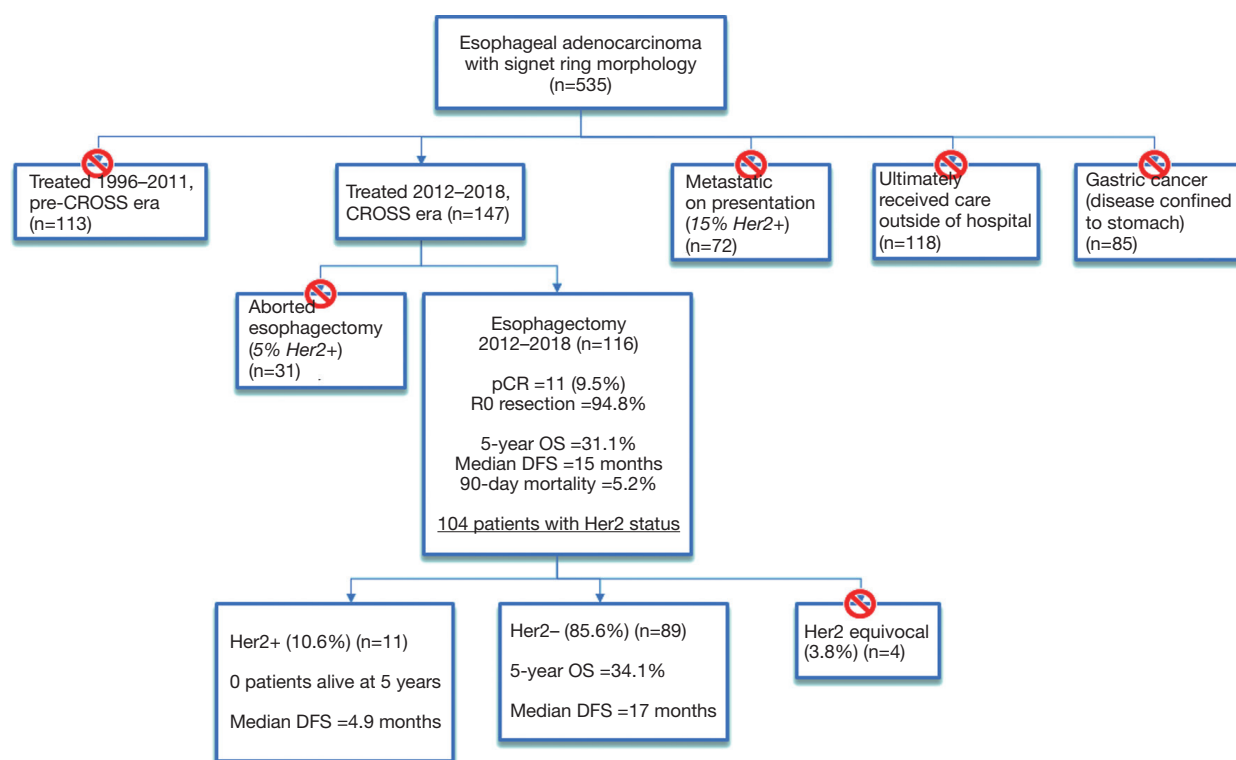 Esophageal adenocarcinoma
with signet ring morphology
(n=535)
Treated 1996–2011,
pre-CROSS era
(n=113)
Treated 2012–2018,
CROSS era (n=147)
Metastatic
on presentation
(15% Her2+)
(n=72)
Ultimately
received care
outside of hospital
(n=118)
Gastric cancer
(disease confined
to stomach)
(n=85)
Aborted
esophagectomy
(5% Her2+)
(n=31)
Esophagectomy
2012–2018 (n=116)
pCR =11 (9.5%)
R0 resection =94.8%
5-year OS =31.1%
Median DFS =15 months
90-day mortality =5.2%
104 patients with Her2 status
Her2+ (10.6%) (n=11)
0 patients alive at 5 years
Median DFS =4.9 months
Her2– (85.6%) (n=89)
5-year OS =34.1%
Median DFS =17 months
Her2 equivocal
(3.8%) (n=4)